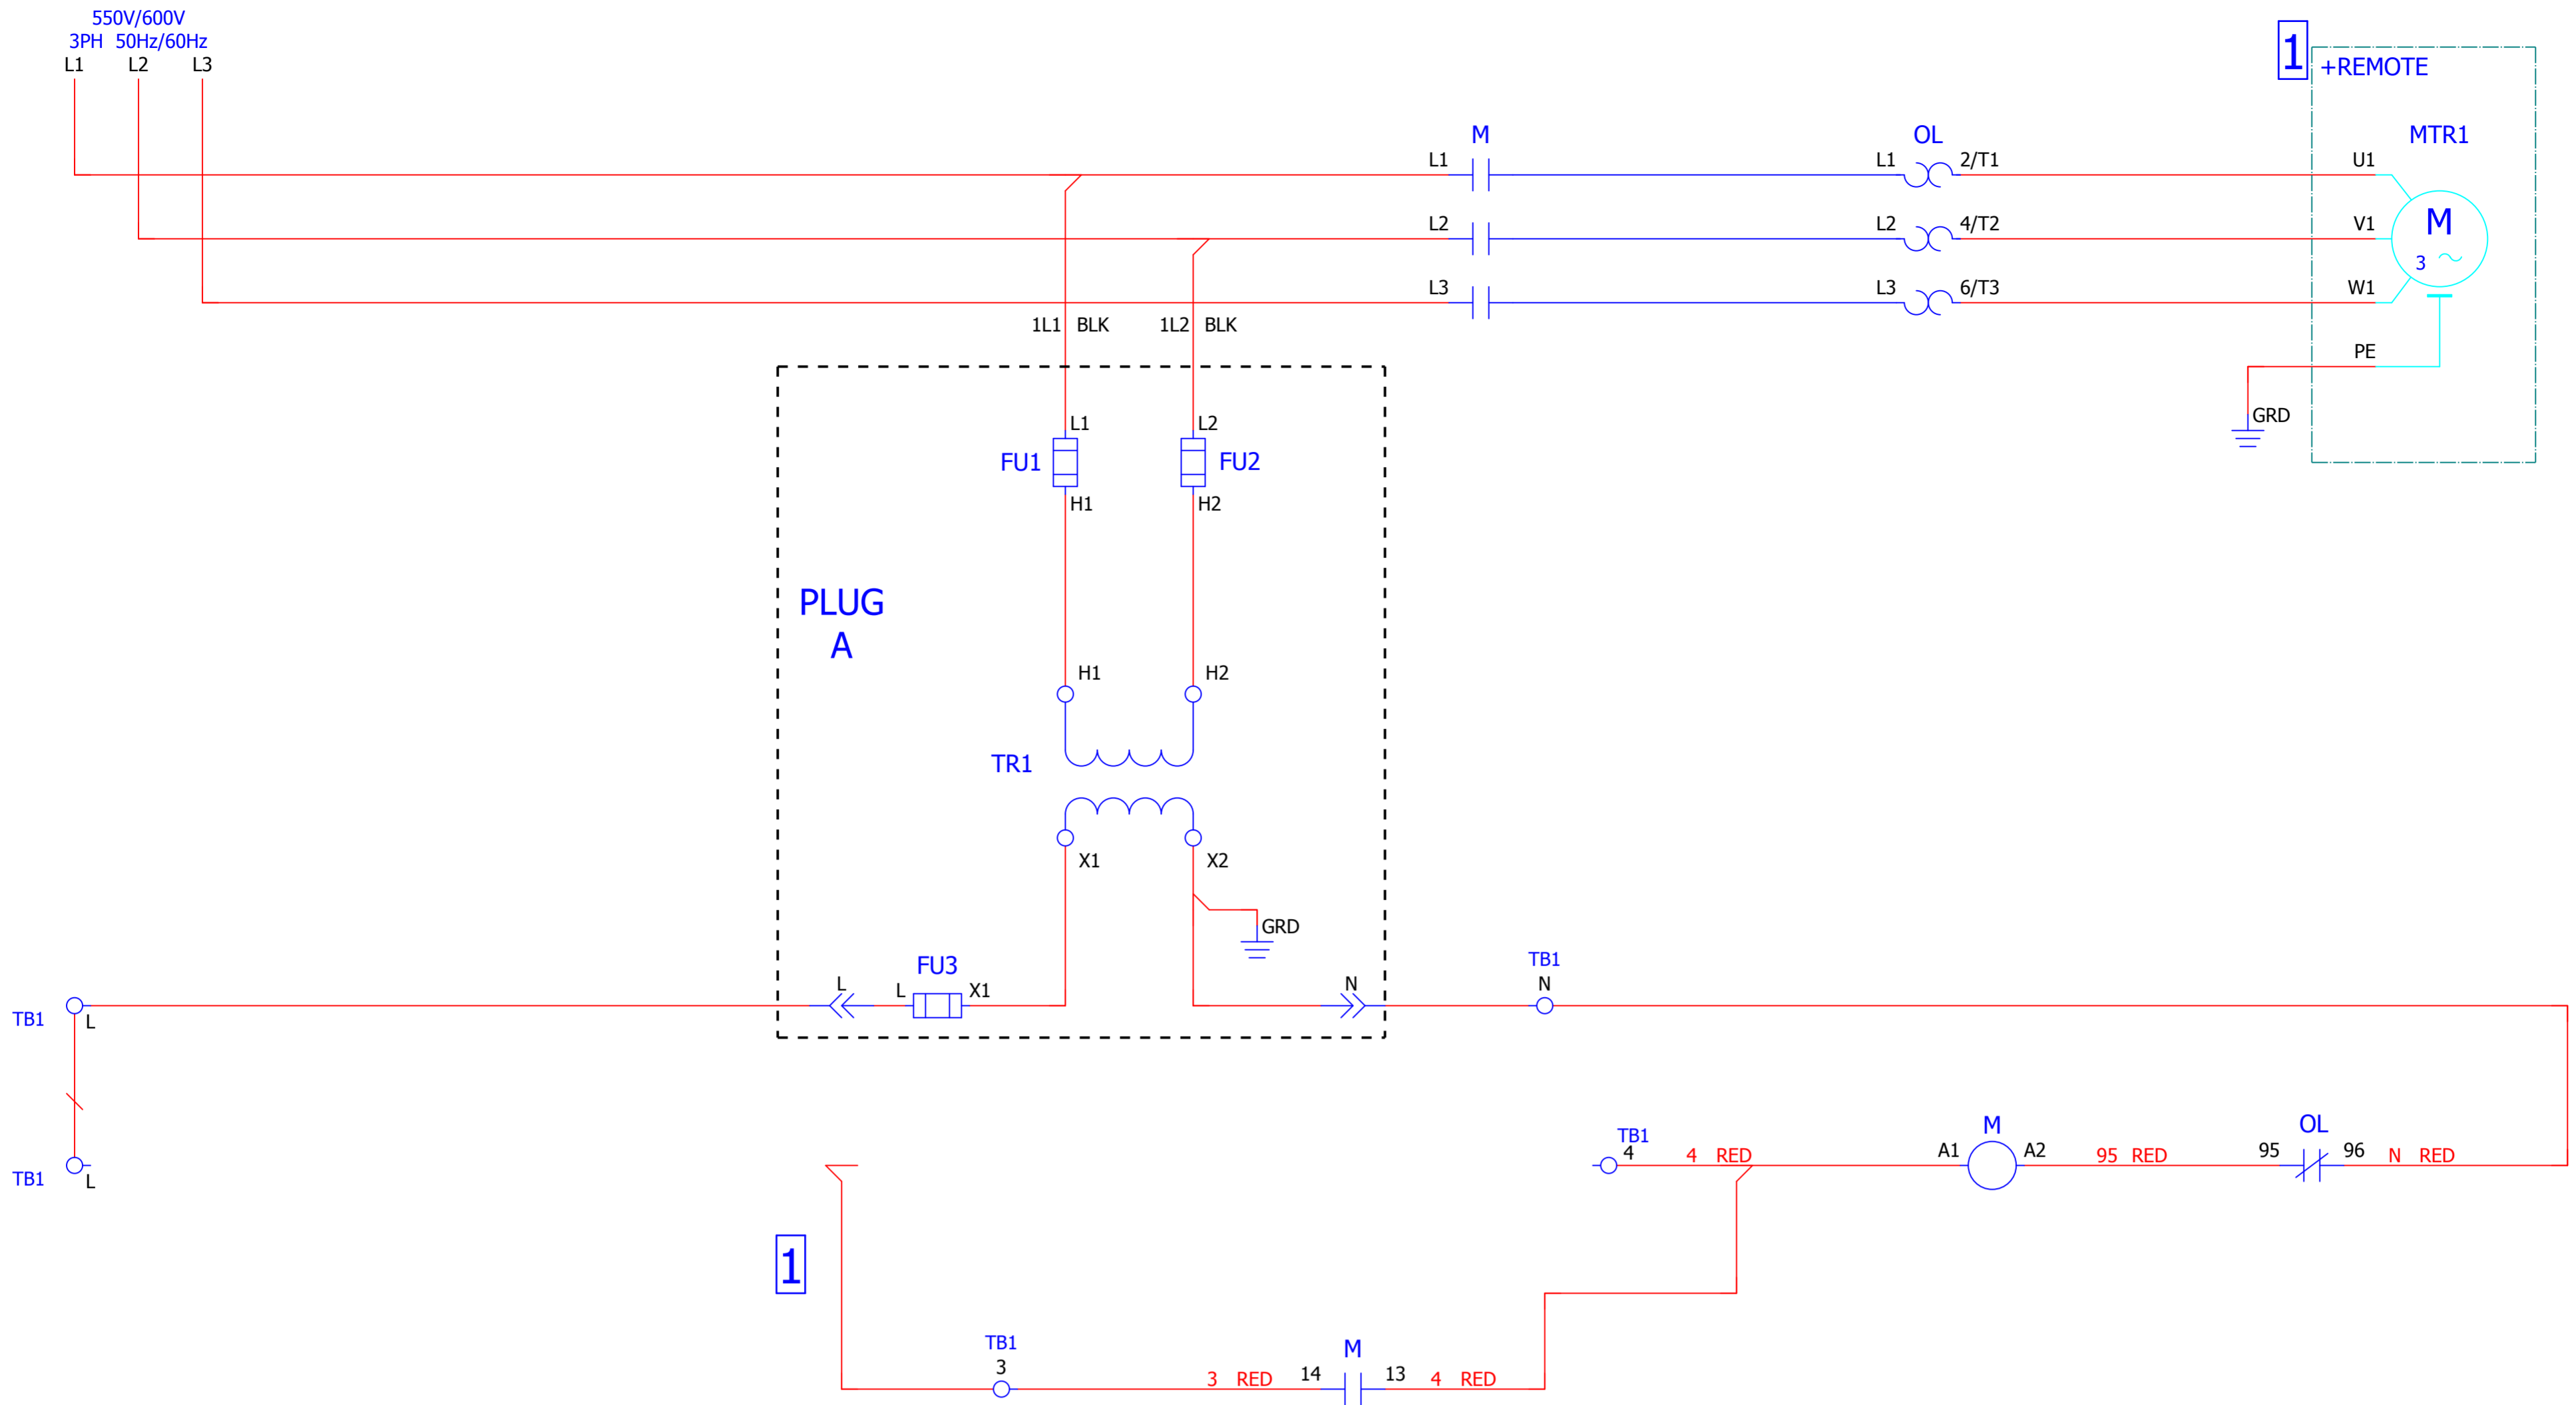 550V/600V
3PH 50Hz/60Hz
L1 L2 L3
1
+REMOTE
M OL MTR1
L1 L1 2/T1 U1
L2 L2 4/T2 V1
M
3
L3 L3 6/T3 W1
1L1 BLK 1L2 BLK
PE
GRD
L1 L2
FU1 FU2
H1 H2
PLUG
A
H1 H2
TR1
X1 X2
GRD
FU3
TB1
L L X1 N N
TB1 L
TB1
4 4 RED
M
A1 A2
95 RED
OL
95 96
N RED
TB1 L
1
TB1
3
3 RED
M
14 13
4 RED